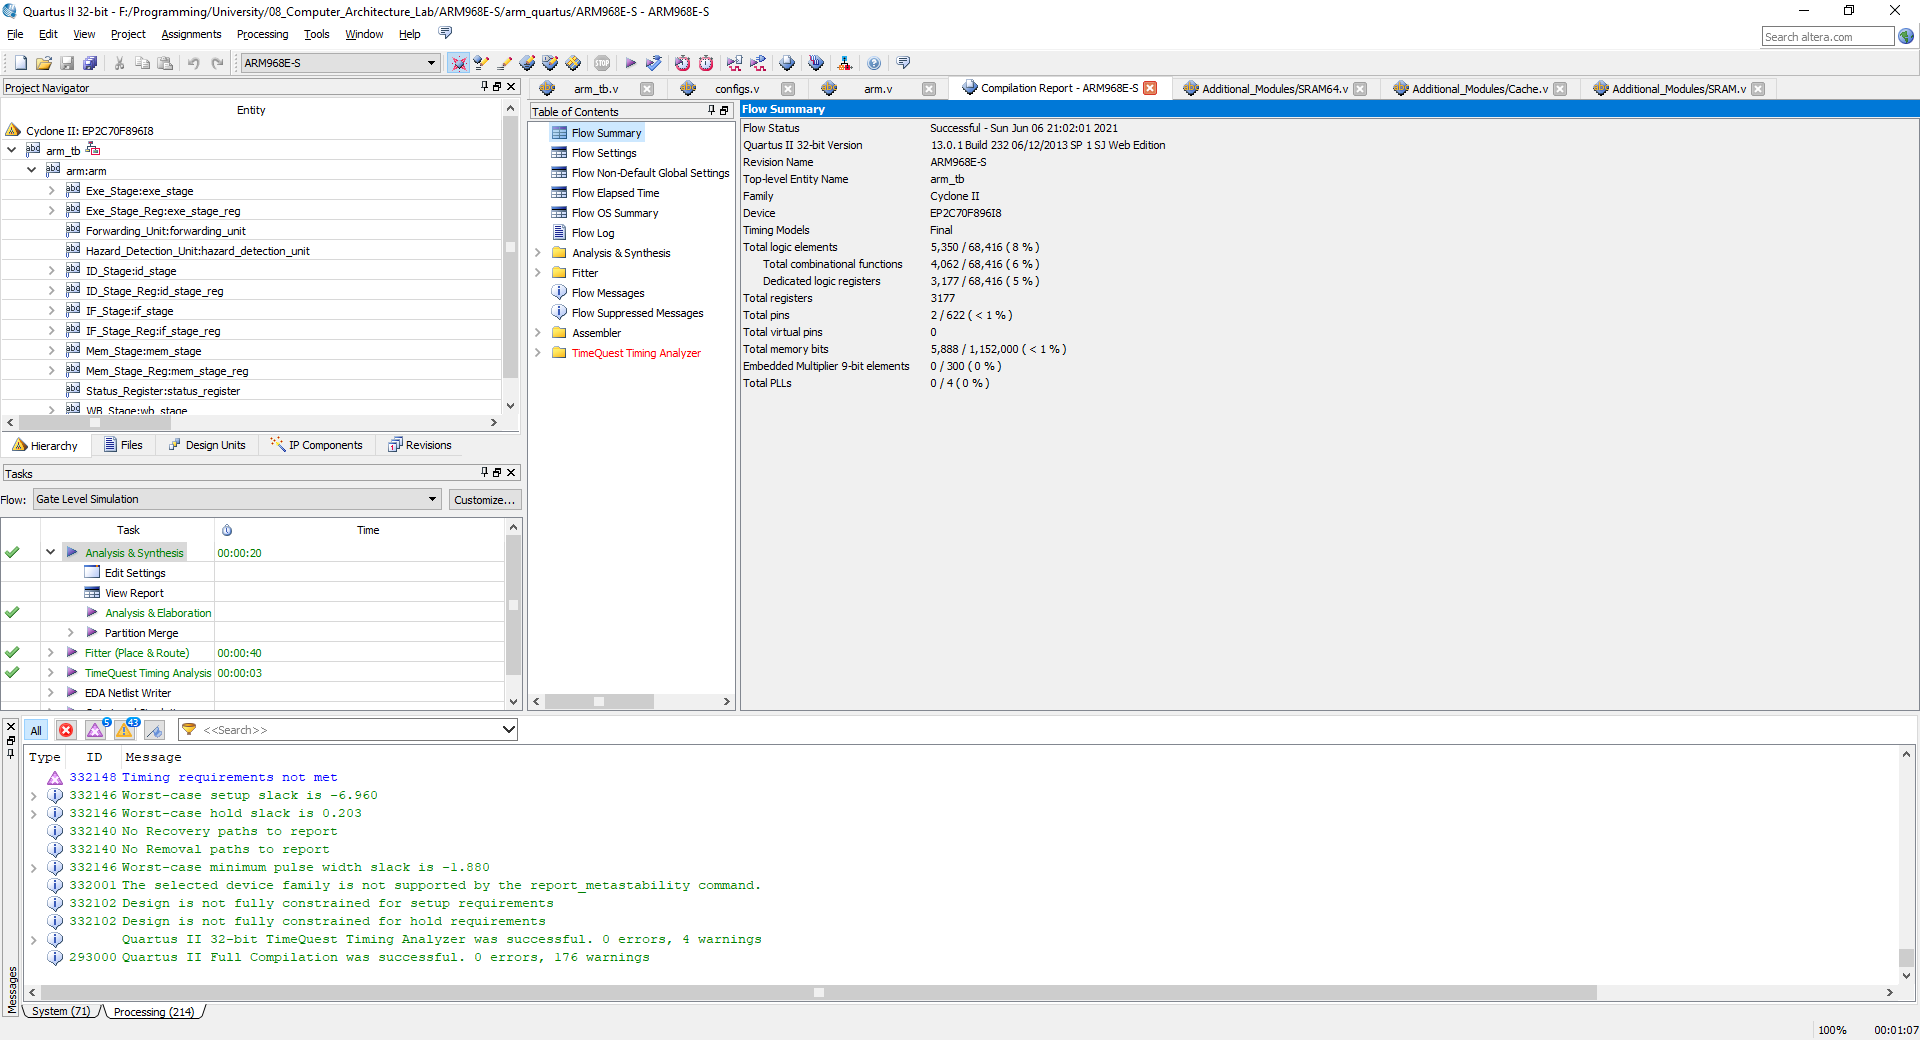 Quartus II 32-bit - F:/Programming/University/08_Computer_Architecture_Lab/ARM968E-S/arm_quartus/ARM968E-S - ARM968E-S
File Edit View Project Assignments Processing Tools Window Help
Search altera.com
ARM968E-S
Project Navigator
Entity
Cyclone II: EP2C70F896I8
arm_tb
arm:arm
Exe_Stage:exe_stage
Exe_Stage_Reg:exe_stage_reg
Forwarding_Unit:forwarding_unit
Hazard_Detection_Unit:hazard_detection_unit
ID_Stage:id_stage
ID_Stage_Reg:id_stage_reg
IF_Stage:if_stage
IF_Stage_Reg:if_stage_reg
Mem_Stage:mem_stage
Mem_Stage_Reg:mem_stage_reg
Status_Register:status_register
WB_Stage:wb_stage
Hierarchy Files Design Units IP Components Revisions
Tasks
Flow: Gate Level Simulation Customize...
Task Time
Analysis & Synthesis 00:00:20
Edit Settings
View Report
Analysis & Elaboration
Partition Merge
Fitter (Place & Route) 00:00:40
TimeQuest Timing Analysis 00:00:03
EDA Netlist Writer
arm_tb.v configs.v arm.v Compilation Report - ARM968E-S Additional_Modules/SRAM64.v Additional_Modules/Cache.v Additional_Modules/SRAM.v
Table of Contents
Flow Summary
Flow Settings
Flow Non-Default Global Settings
Flow Elapsed Time
Flow OS Summary
Flow Log
Analysis & Synthesis
Fitter
Flow Messages
Flow Suppressed Messages
Assembler
TimeQuest Timing Analyzer
Flow Summary
Flow Status Successful - Sun Jun 06 21:02:01 2021
Quartus II 32-bit Version 13.0.1 Build 232 06/12/2013 SP 1 SJ Web Edition
Revision Name ARM968E-S
Top-level Entity Name arm_tb
Family Cyclone II
Device EP2C70F896I8
Timing Models Final
Total logic elements 5,350 / 68,416 ( 8 % )
Total combinational functions 4,062 / 68,416 ( 6 % )
Dedicated logic registers 3,177 / 68,416 ( 5 % )
Total registers 3177
Total pins 2 / 622 ( < 1 % )
Total virtual pins 0
Total memory bits 5,888 / 1,152,000 ( < 1 % )
Embedded Multiplier 9-bit elements 0 / 300 ( 0 % )
Total PLLs 0 / 4 ( 0 % )
All 5 43 <<Search>>
Type ID Message
332148 Timing requirements not met
332146 Worst-case setup slack is -6.960
332146 Worst-case hold slack is 0.203
332140 No Recovery paths to report
332140 No Removal paths to report
332146 Worst-case minimum pulse width slack is -1.880
332001 The selected device family is not supported by the report_metastability command.
332102 Design is not fully constrained for setup requirements
332102 Design is not fully constrained for hold requirements
Quartus II 32-bit TimeQuest Timing Analyzer was successful. 0 errors, 4 warnings
293000 Quartus II Full Compilation was successful. 0 errors, 176 warnings
Messages
System (71) Processing (214)
100% 00:01:07